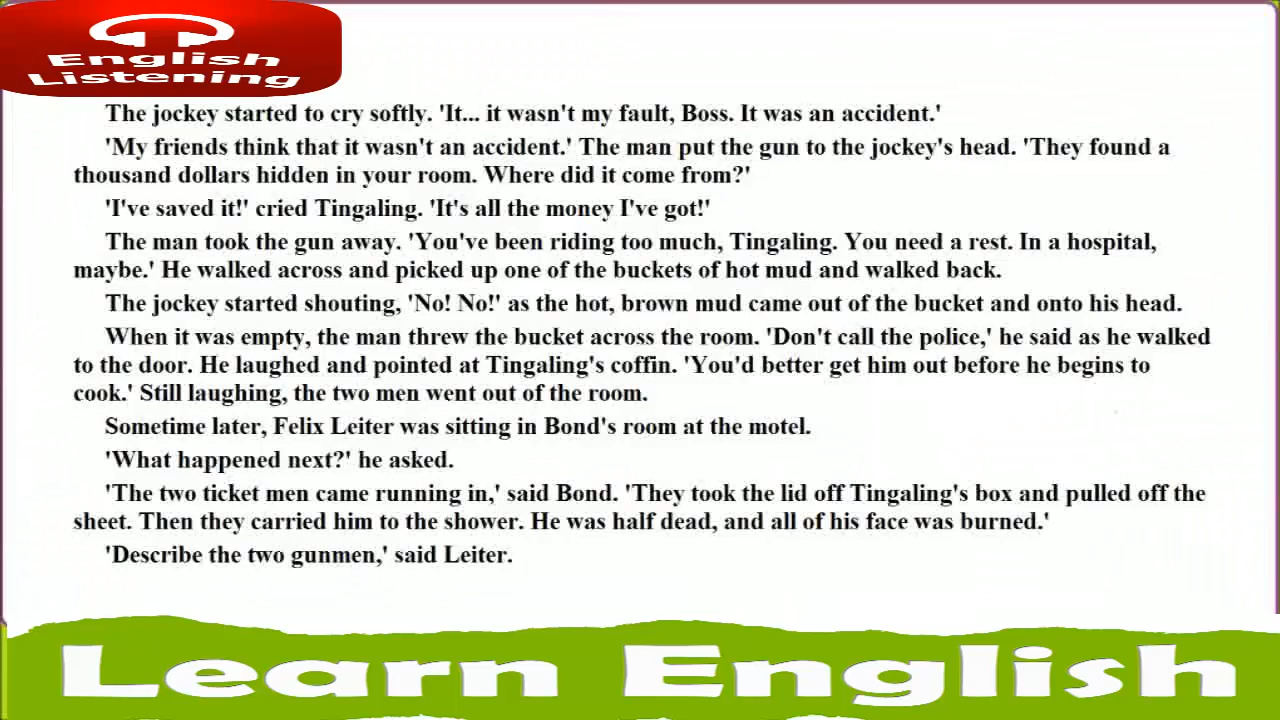 English
Listening
The jockey started to cry softly. 'It... it wasn't my fault, Boss. It was an accident.'
'My friends think that it wasn't an accident.' The man put the gun to the jockey's head. 'They found a
thousand dollars hidden in your room. Where did it come from?'
'I've saved it!' cried Tingaling. 'It's all the money I've got!'
The man took the gun away. 'You've been riding too much, Tingaling. You need a rest. In a hospital,
maybe.' He walked across and picked up one of the buckets of hot mud and walked back.
The jockey started shouting, 'No! No!' as the hot, brown mud came out of the bucket and onto his head.
When it was empty, the man threw the bucket across the room. 'Don't call the police,' he said as he walked
to the door. He laughed and pointed at Tingaling's coffin. 'You'd better get him out before he begins to
cook.' Still laughing, the two men went out of the room.
Sometime later, Felix Leiter was sitting in Bond's room at the motel.
'What happened next?' he asked.
'The two ticket men came running in,' said Bond. 'They took the lid off Tingaling's box and pulled off the
sheet. Then they carried him to the shower. He was half dead, and all of his face was burned.'
'Describe the two gunmen,' said Leiter.
Learn English